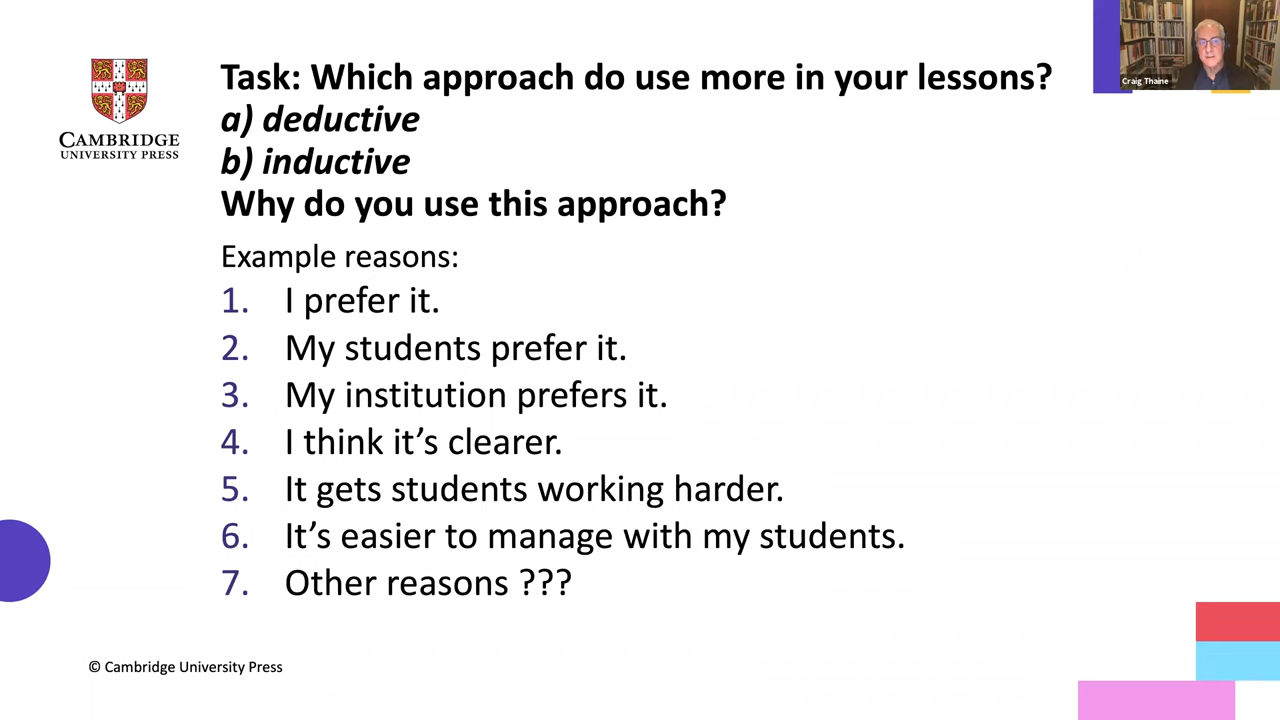 Task: Which approach do use more in your lessons?
a) deductive
b) inductive
Why do you use this approach?
Example reasons:
1. I prefer it.
2. My students prefer it.
3. My institution prefers it.
4. I think it’s clearer.
5. It gets students working harder.
6. It’s easier to manage with my students.
7. Other reasons ???
CAMBRIDGE
UNIVERSITY PRESS
Craig Thaine
© Cambridge University Press